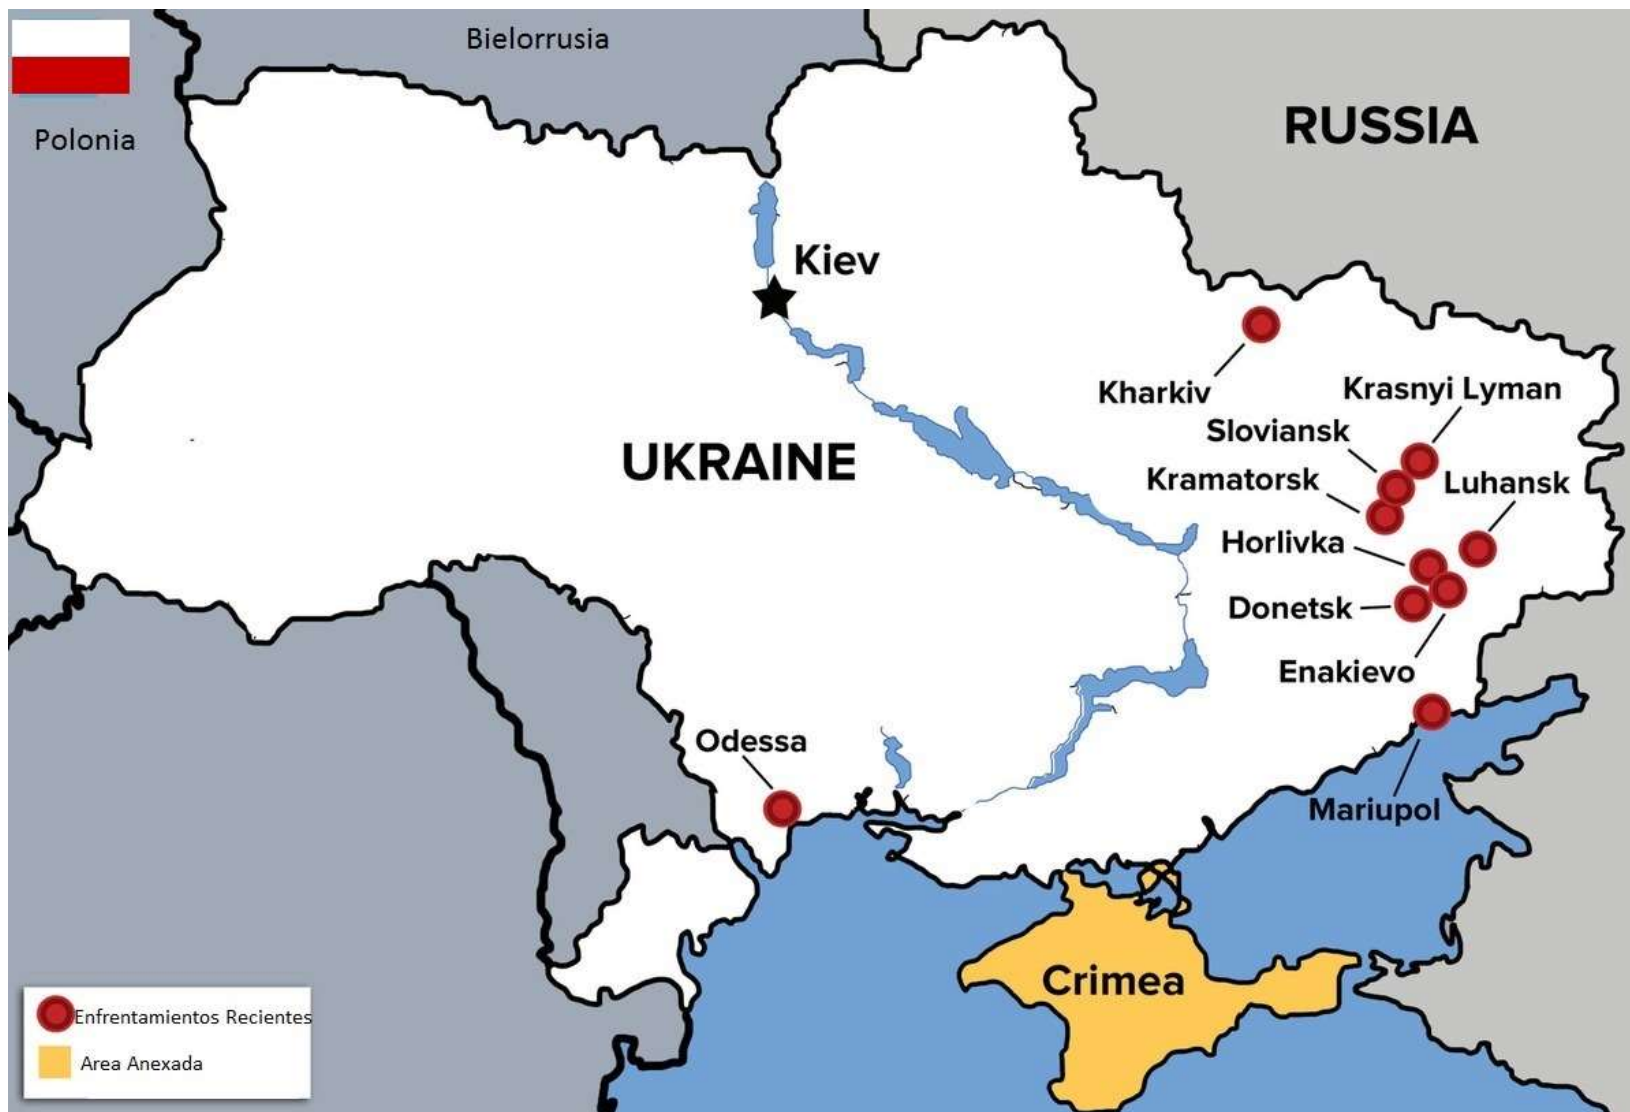 Bielorrusia
RUSSIA
Polonia
Kiev
Kharkiv
Krasnyi Lyman
Sloviansk
UKRAINE
Kramatorsk
Luhansk
Horlivka
Donetsk
Enakievo
Odessa
Mariupol
Crimea
Enfrentamientos Recientes
Area Anexada